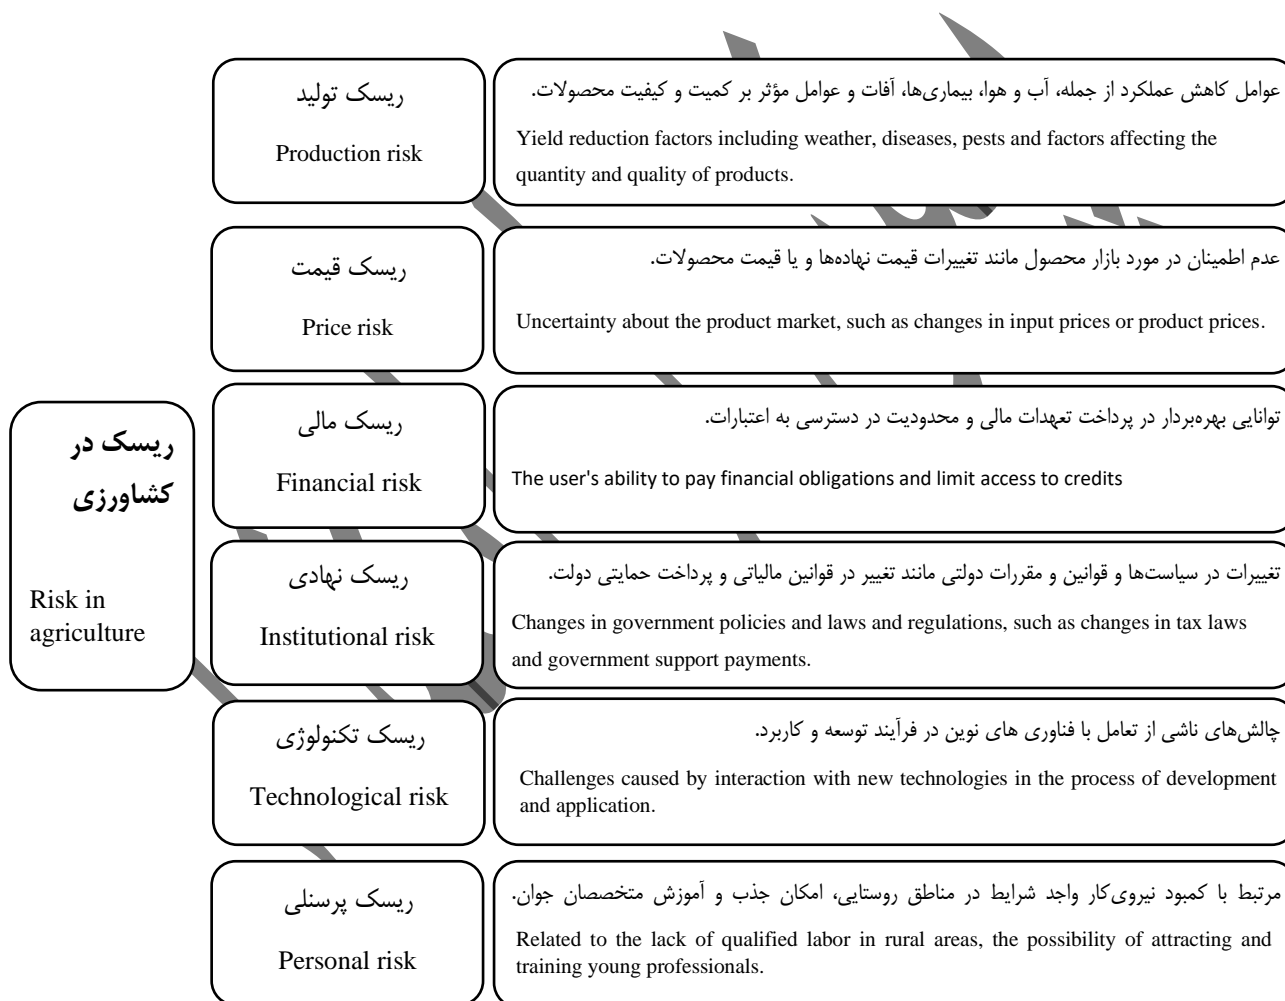 ریسک در
کشاورزی
Risk in
agriculture
ریسک تولید
Production risk
عوامل کاهش عملکرد از جمله، آب و هوا، بیماری‌ها، آفات و عوامل مؤثر بر کمیت و کیفیت محصولات.
Yield reduction factors including weather, diseases, pests and factors affecting the
quantity and quality of products.
ریسک قیمت
Price risk
عدم اطمینان در مورد بازار محصول مانند تغییرات قیمت نهاده‌ها و یا قیمت محصولات.
Uncertainty about the product market, such as changes in input prices or product prices.
ریسک مالی
Financial risk
توانایی بهره‌بردار در پرداخت تعهدات مالی و محدودیت در دسترسی به اعتبارات.
The user's ability to pay financial obligations and limit access to credits
ریسک نهادی
Institutional risk
تغییرات در سیاست‌ها و قوانین و مقررات دولتی مانند تغییر در قوانین مالیاتی و پرداخت حمایتی دولت.
Changes in government policies and laws and regulations, such as changes in tax laws
and government support payments.
ریسک تکنولوژی
Technological risk
چالش‌های ناشی از تعامل با فناوری های نوین در فرآیند توسعه و کاربرد.
Challenges caused by interaction with new technologies in the process of development
and application.
ریسک پرسنلی
Personal risk
مرتبط با کمبود نیروی‌کار واجد شرایط در مناطق روستایی، امکان جذب و آموزش متخصصان جوان.
Related to the lack of qualified labor in rural areas, the possibility of attracting and
training young professionals.